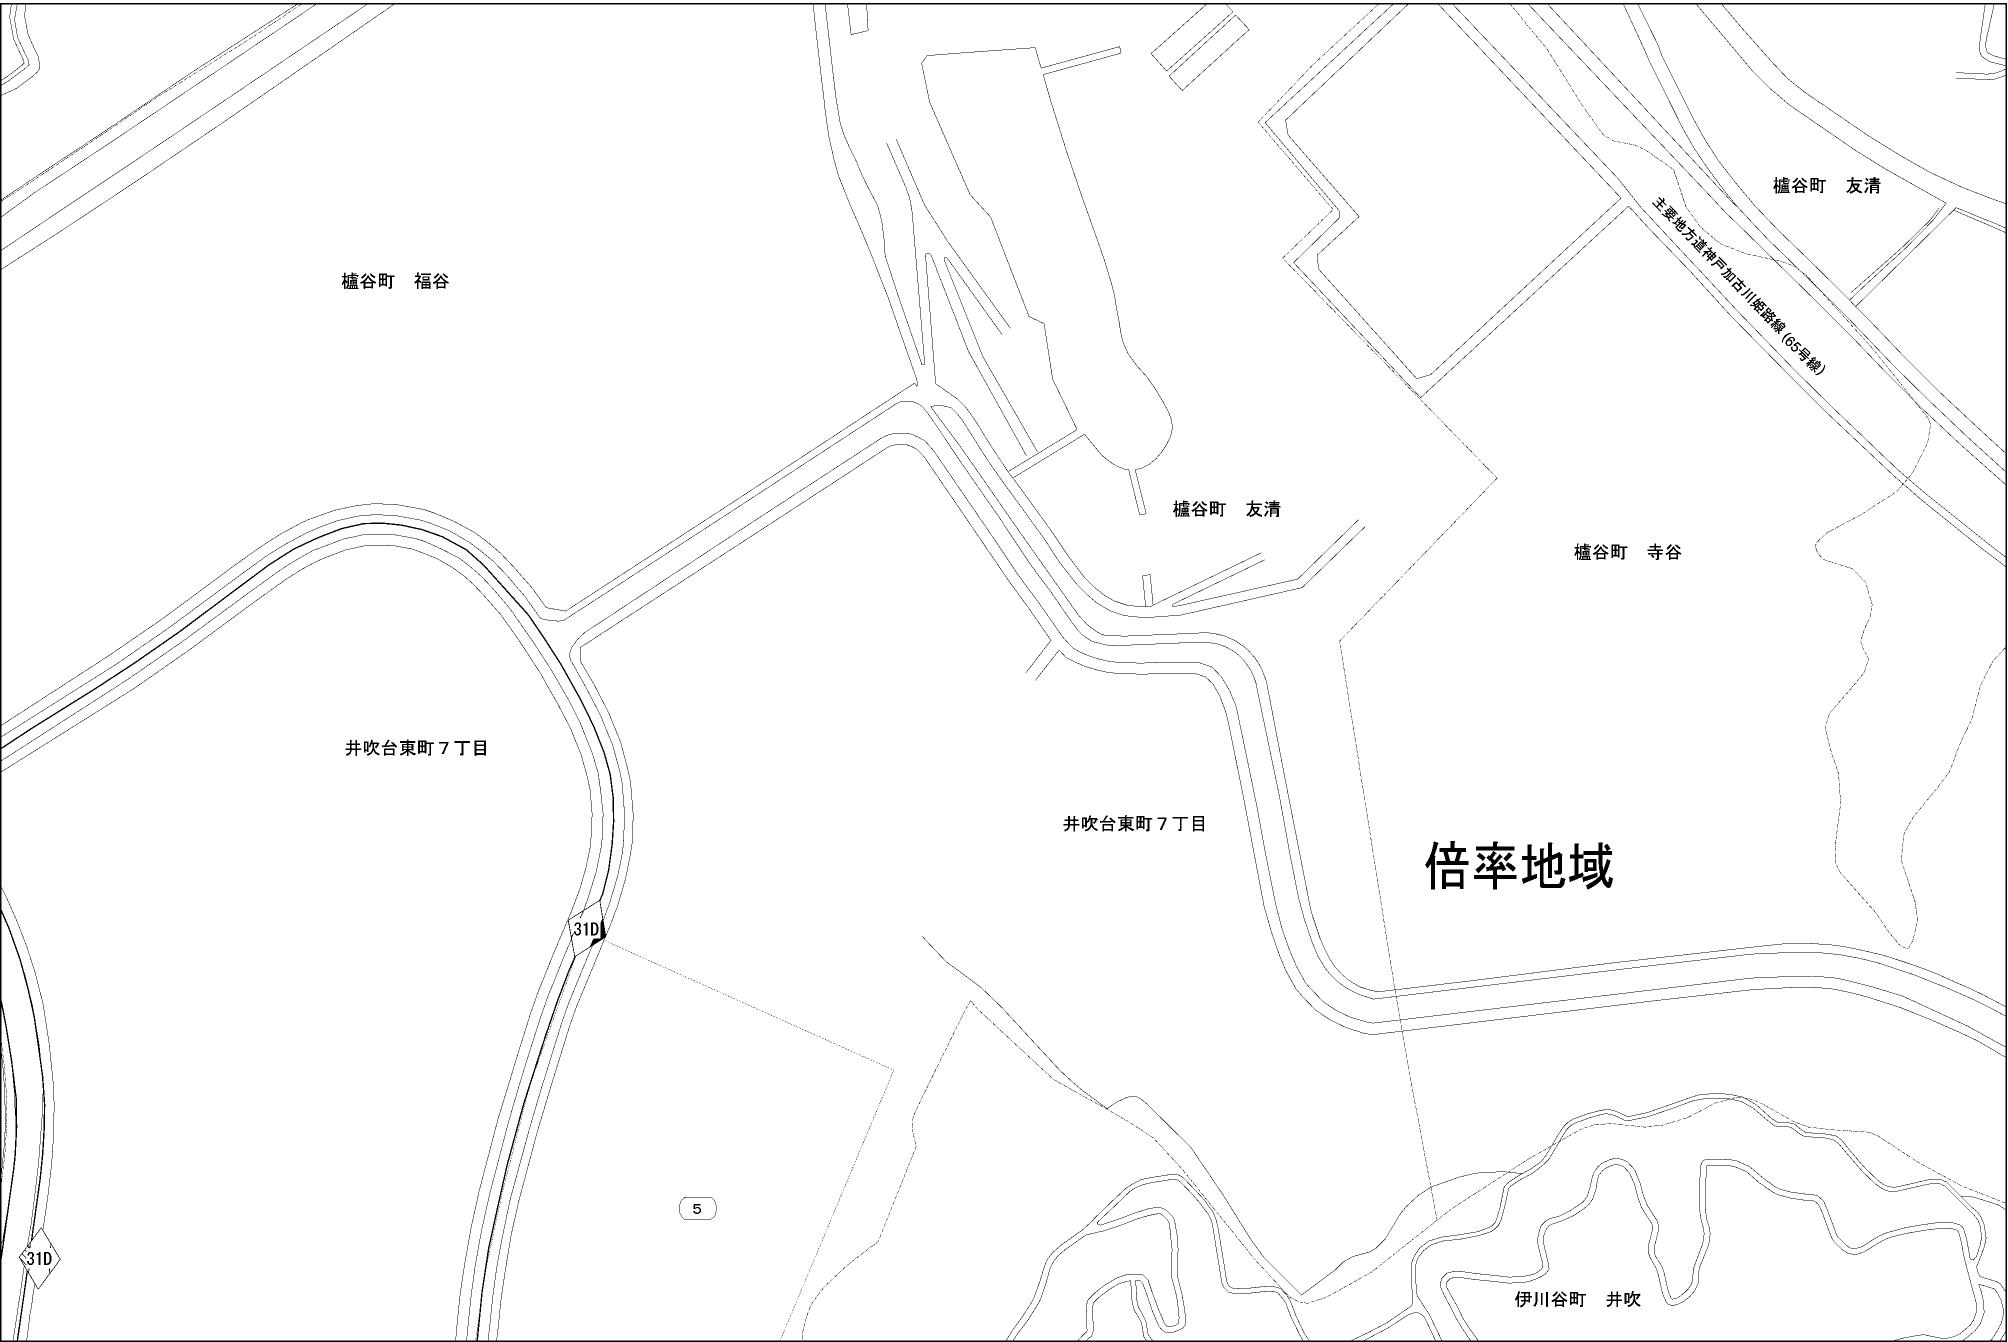 櫨谷町　友清
主要地方道神戸加古川姫路線(65号線)
櫨谷町　福谷
櫨谷町　友清
櫨谷町　寺谷
井吹台東町７丁目
井吹台東町７丁目
倍率地域
31D
5
31D
伊川谷町　井吹